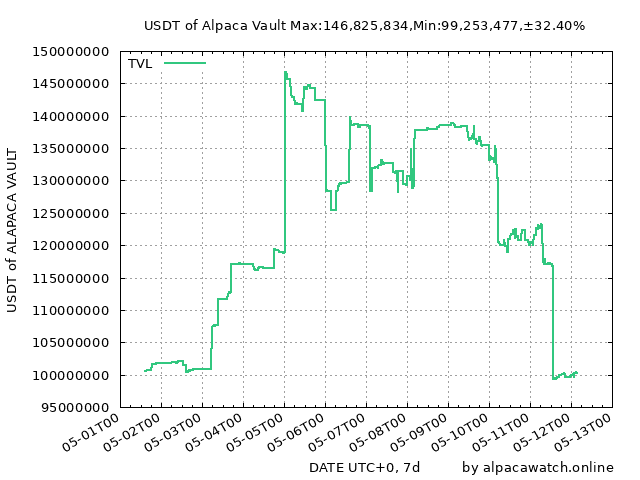 USDT of Alpaca Vault Max:146,825,834,Min:99,253,477,±32.40%
TVL
150000000
145000000
140000000
135000000
130000000
125000000
120000000
115000000
110000000
105000000
100000000
95000000
USDT of ALAPACA VAULT
05-01T00
05-02T00
05-03T00
05-04T00
05-05T00
05-06T00
05-07T00
05-08T00
05-09T00
05-10T00
05-11T00
05-12T00
05-13T00
DATE UTC+0, 7d by alpacawatch.online